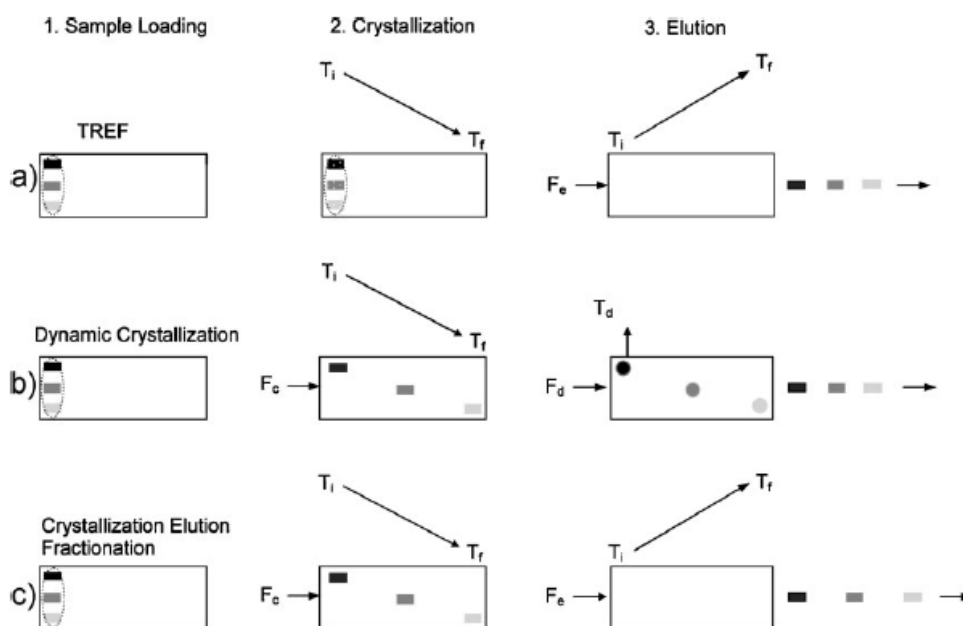 1. Sample Loading 2. Crystallization 3. Elution
Ti Tf
TREF Tf Ti
a) Fe
Ti
Dynamic Crystallization Tf Td
b) Fc Fd
Ti Tf
Crystallization Elution
Fractionation Tf Ti
c) Fc Fe